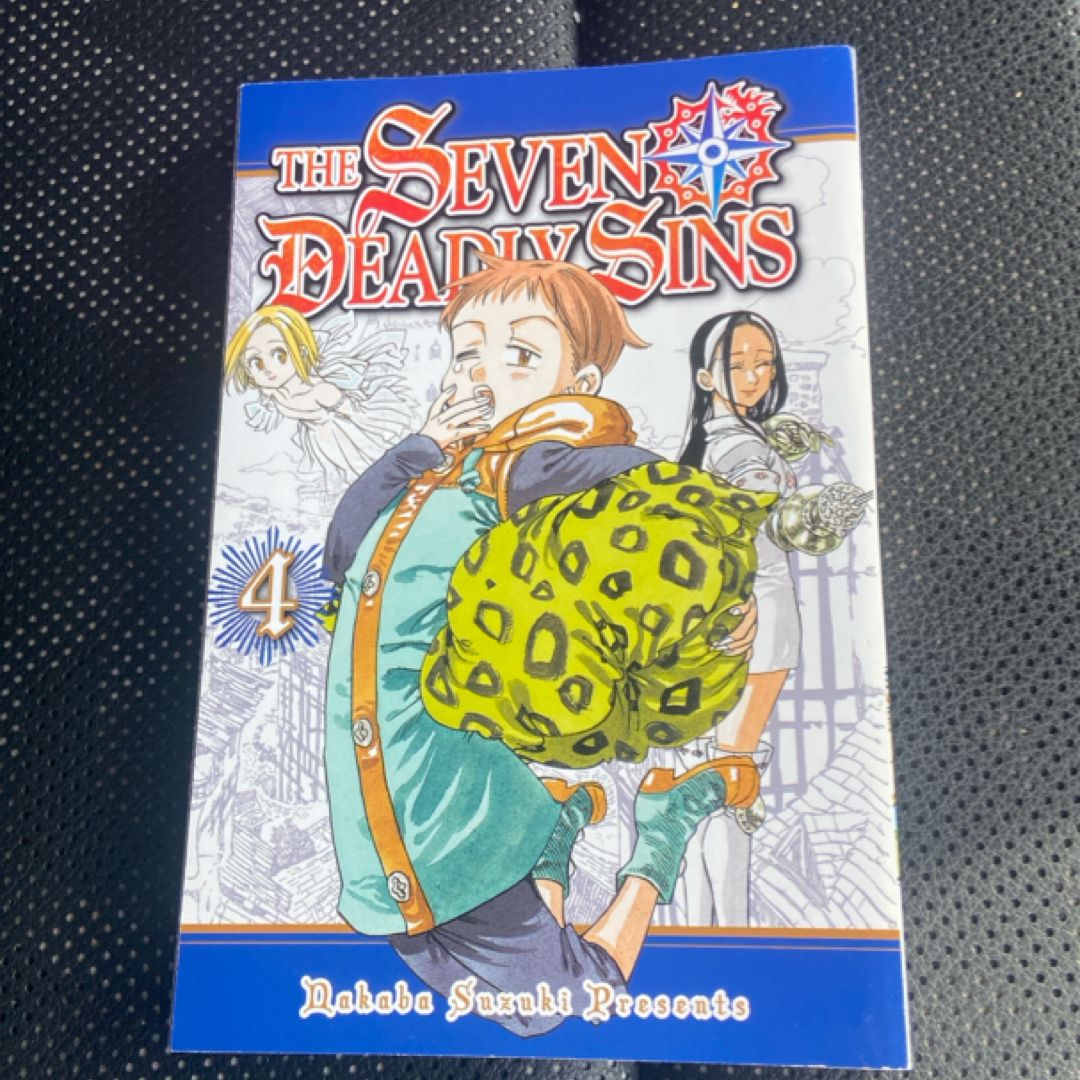 THE SEVEN
DEADLY SINS
4
Nakaba Suzuki Presents